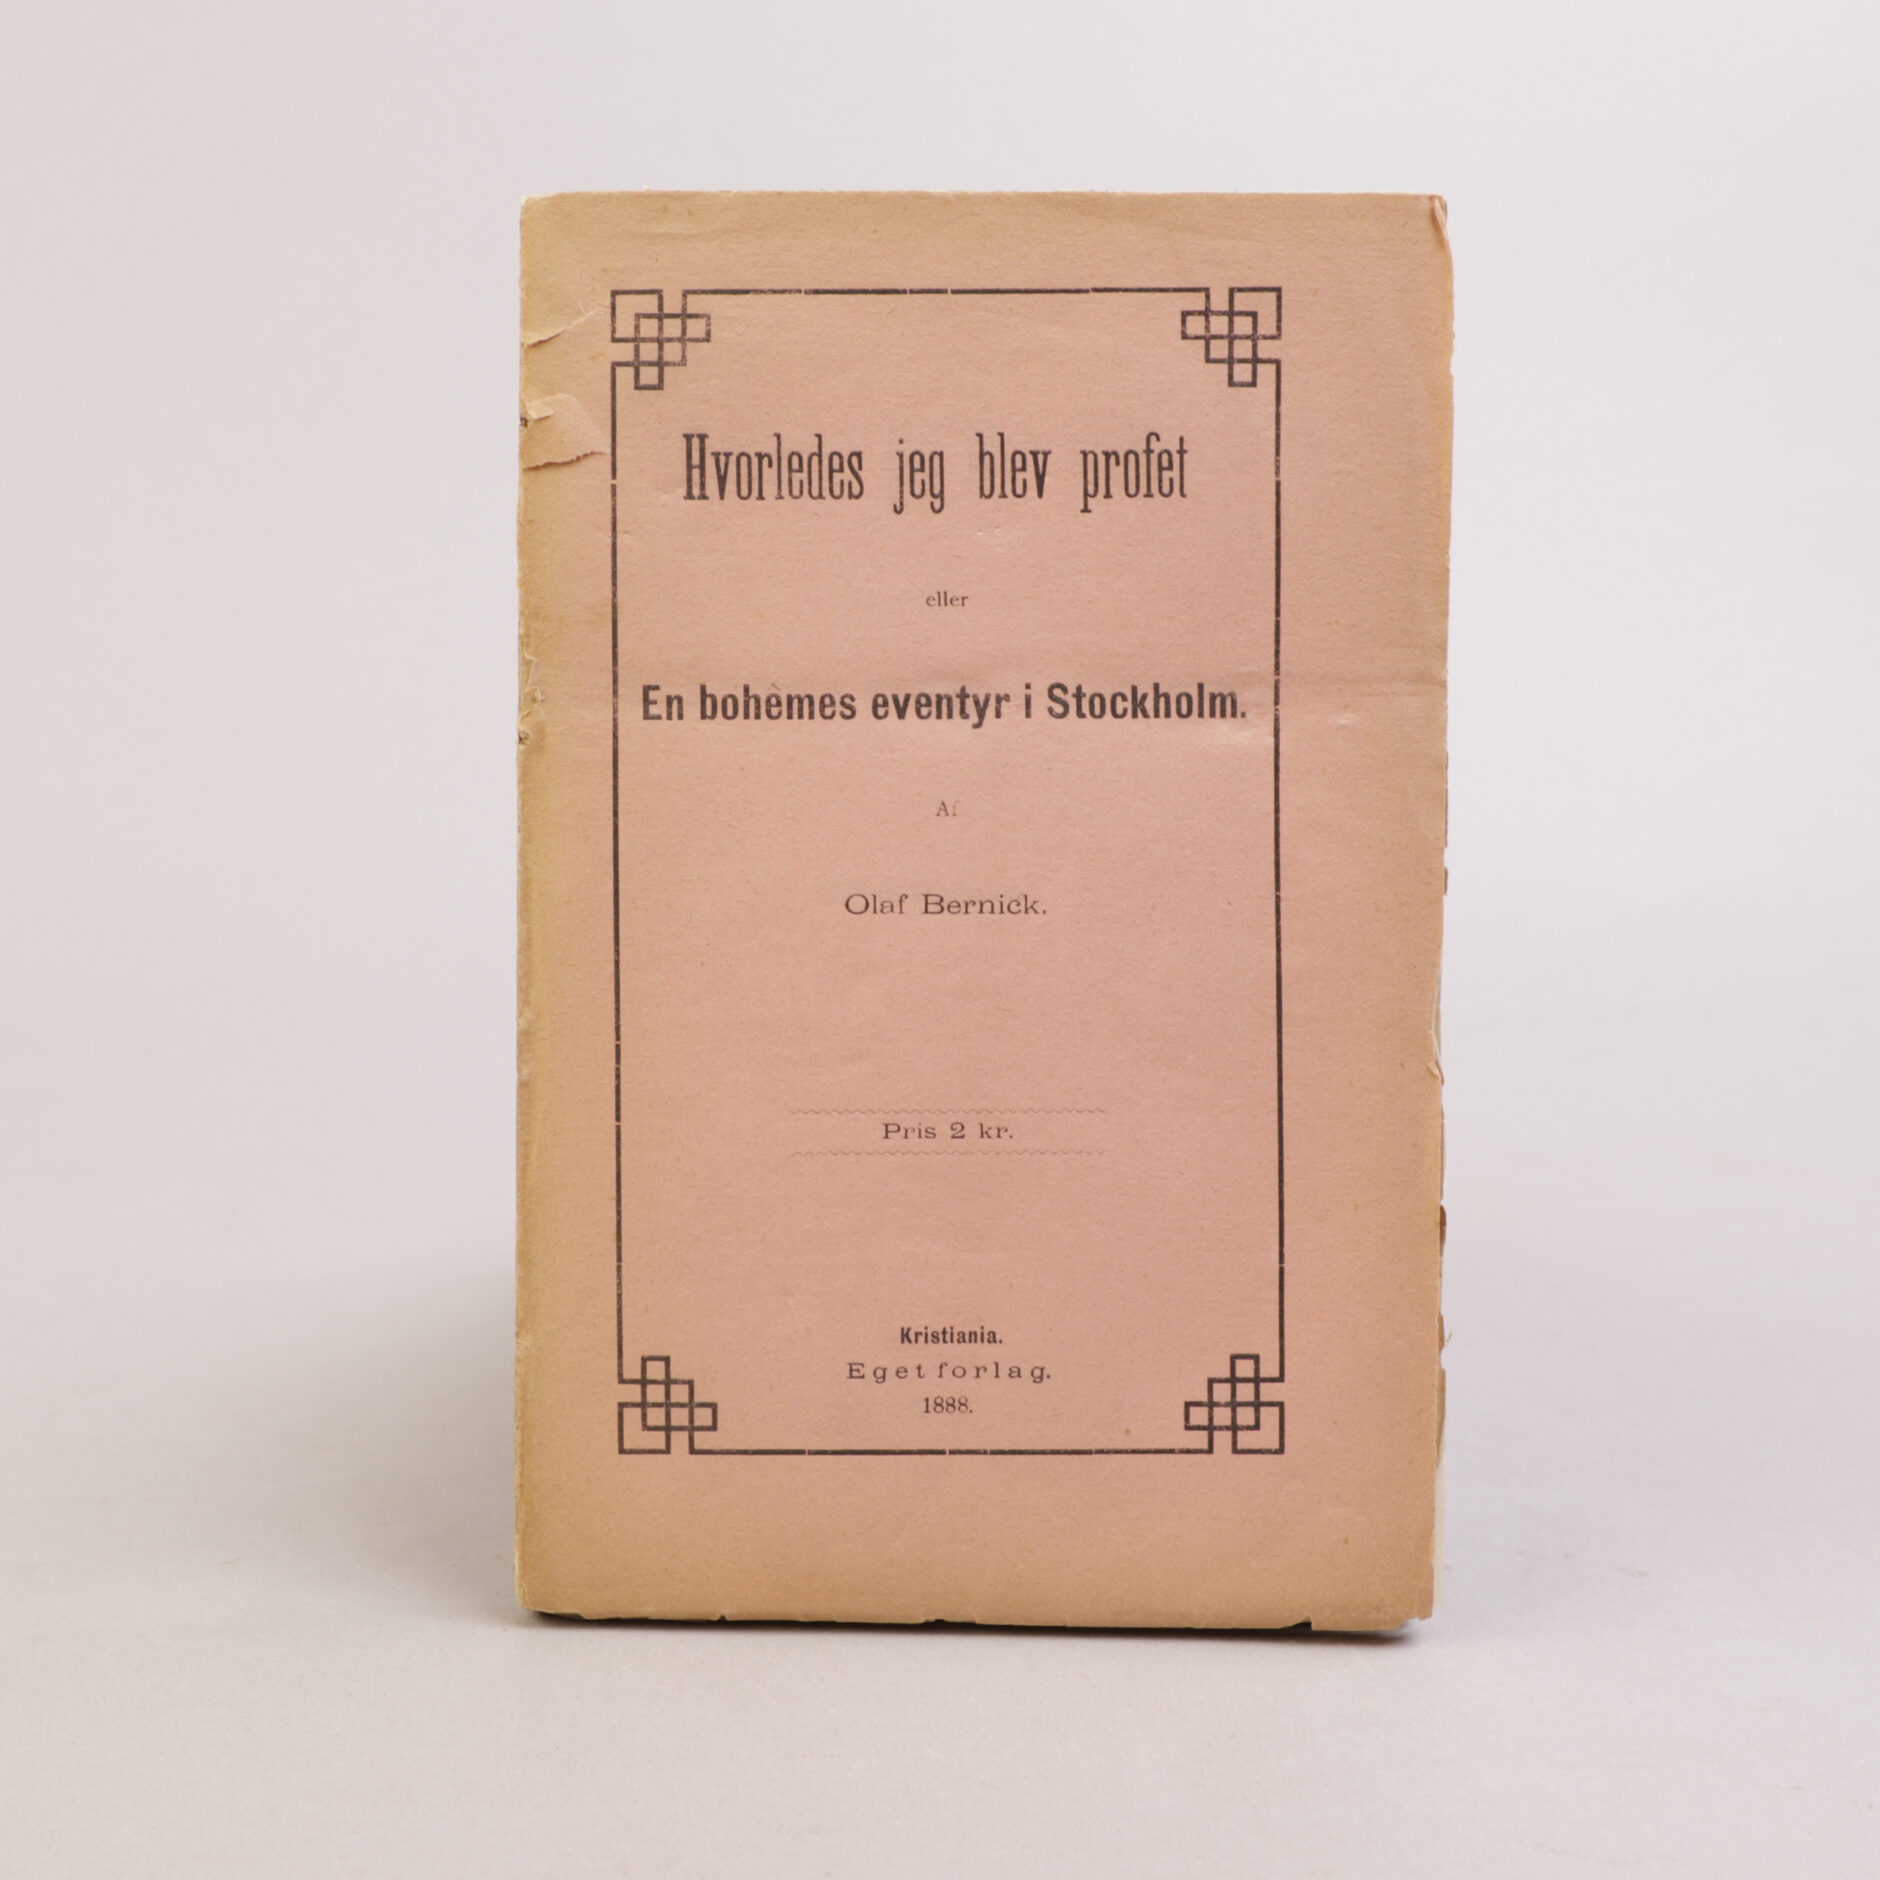 Hvorledes jeg blev profet
eller
En bohèmes eventyr i Stockholm.
Af
Olaf Bernick.
Pris 2 kr.
Kristiania.
Eget forlag.
1888.